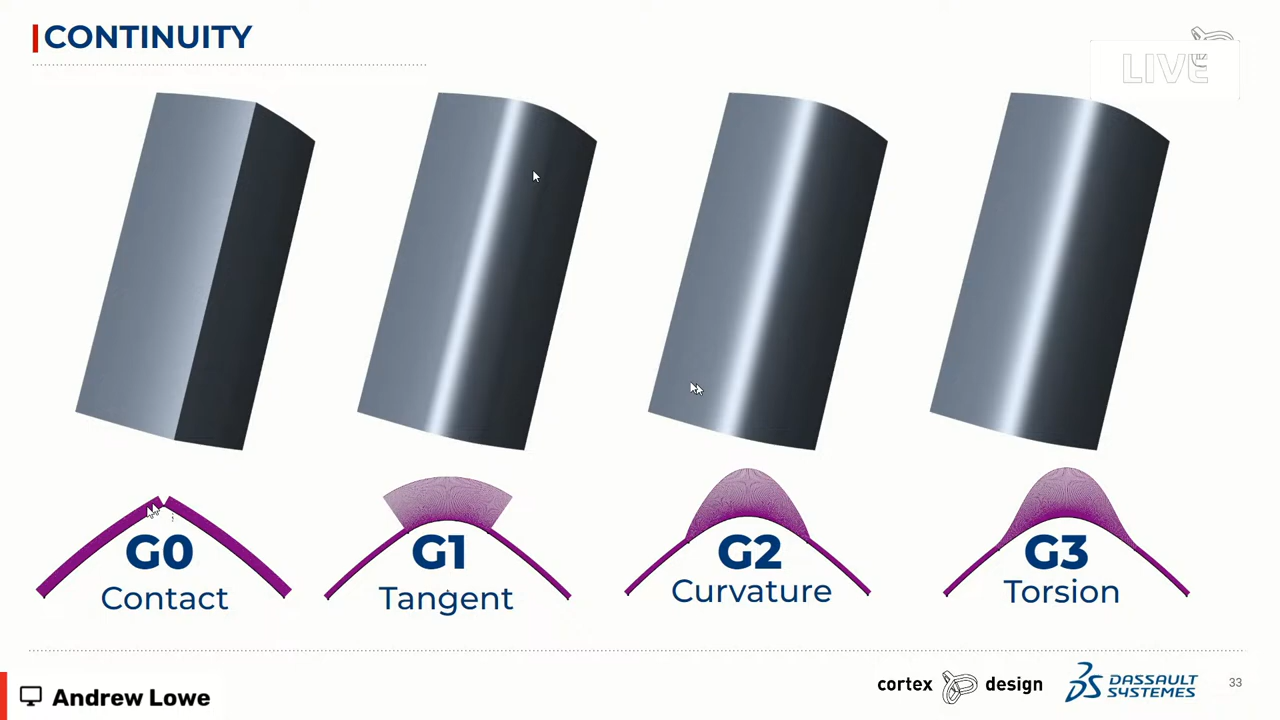 CONTINUITY
LIVE
G0
Contact
G1
Tangent
G2
Curvature
G3
Torsion
Andrew Lowe
cortex design
DASSAULT
SYSTEMES
33